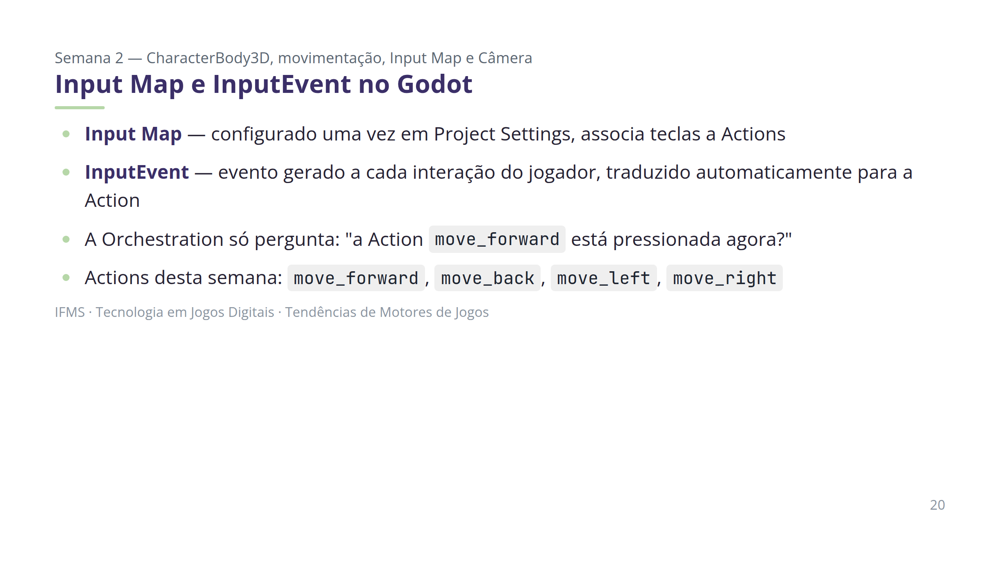 Semana 2 — CharacterBody3D, movimentação, Input Map e Câmera
Input Map e InputEvent no Godot
Input Map — configurado uma vez em Project Settings, associa teclas a Actions
InputEvent — evento gerado a cada interação do jogador, traduzido automaticamente para a
Action
A Orchestration só pergunta: "a Action move_forward está pressionada agora?"
Actions desta semana: move_forward, move_back, move_left, move_right
IFMS · Tecnologia em Jogos Digitais · Tendências de Motores de Jogos
20